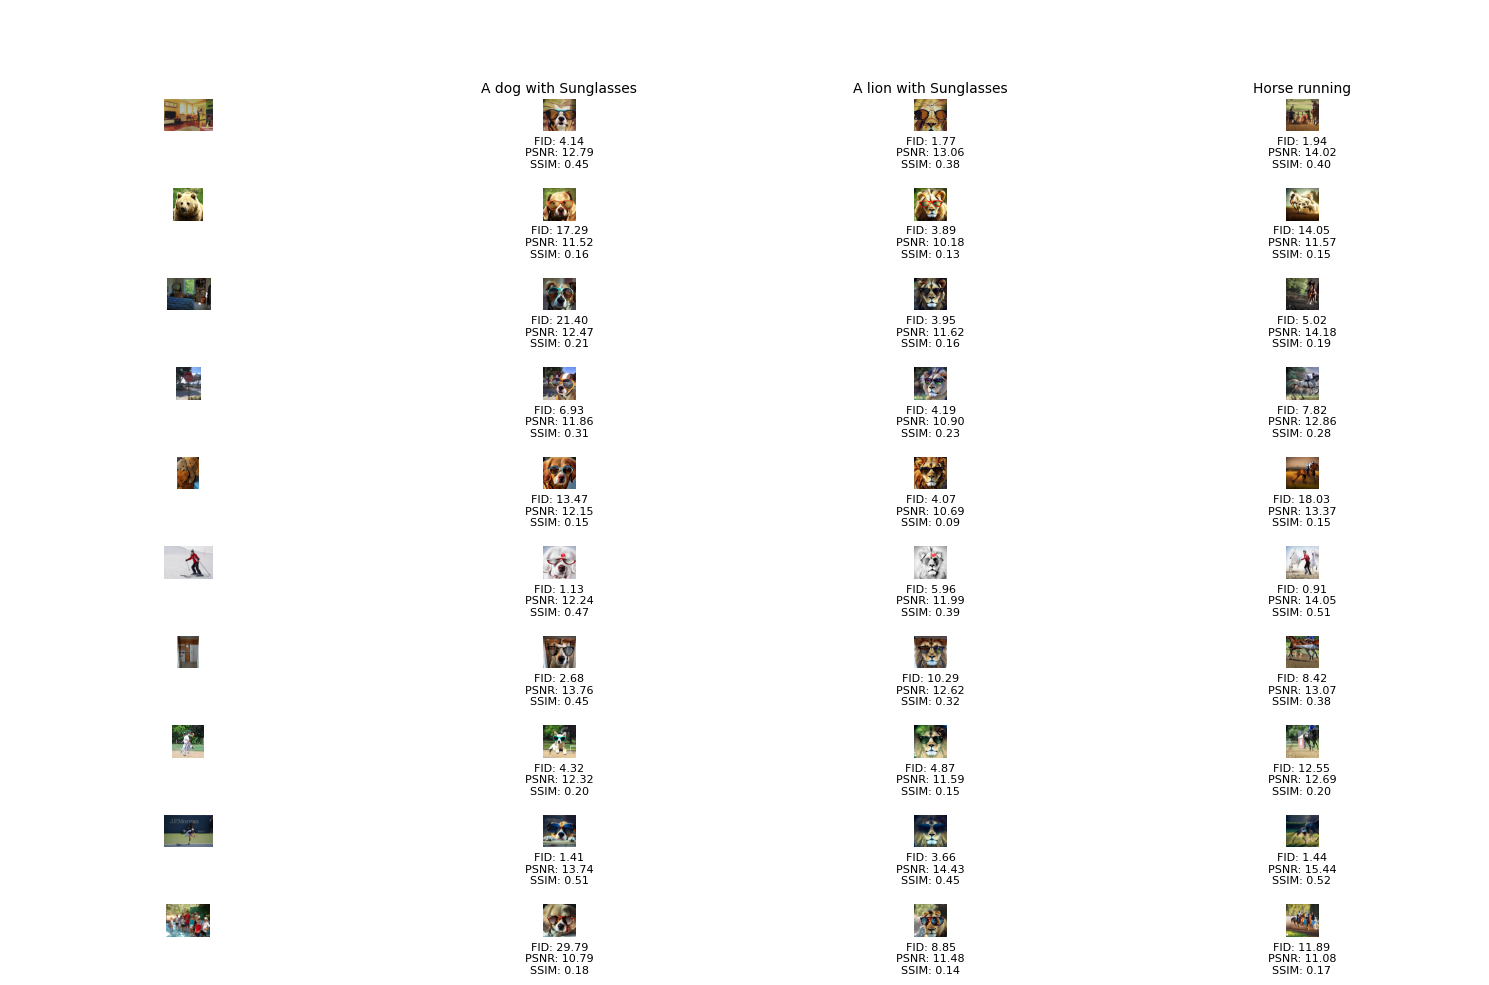 A dog with Sunglasses
A lion with Sunglasses
Horse running
FID: 4.14
PSNR: 12.79
SSIM: 0.45
FID: 1.77
PSNR: 13.06
SSIM: 0.38
FID: 1.94
PSNR: 14.02
SSIM: 0.40
FID: 17.29
PSNR: 11.52
SSIM: 0.16
FID: 3.89
PSNR: 10.18
SSIM: 0.13
FID: 14.05
PSNR: 11.57
SSIM: 0.15
FID: 21.40
PSNR: 12.47
SSIM: 0.21
FID: 3.95
PSNR: 11.62
SSIM: 0.16
FID: 5.02
PSNR: 14.18
SSIM: 0.19
FID: 6.93
PSNR: 11.86
SSIM: 0.31
FID: 4.19
PSNR: 10.90
SSIM: 0.23
FID: 7.82
PSNR: 12.86
SSIM: 0.28
FID: 13.47
PSNR: 12.15
SSIM: 0.15
FID: 4.07
PSNR: 10.69
SSIM: 0.09
FID: 18.03
PSNR: 13.37
SSIM: 0.15
FID: 1.13
PSNR: 12.24
SSIM: 0.47
FID: 5.96
PSNR: 11.99
SSIM: 0.39
FID: 0.91
PSNR: 14.05
SSIM: 0.51
FID: 2.68
PSNR: 13.76
SSIM: 0.45
FID: 10.29
PSNR: 12.62
SSIM: 0.32
FID: 8.42
PSNR: 13.07
SSIM: 0.38
FID: 4.32
PSNR: 12.32
SSIM: 0.20
FID: 4.87
PSNR: 11.59
SSIM: 0.15
FID: 12.55
PSNR: 12.69
SSIM: 0.20
J.P.Morgan
FID: 1.41
PSNR: 13.74
SSIM: 0.51
FID: 3.66
PSNR: 14.43
SSIM: 0.45
FID: 1.44
PSNR: 15.44
SSIM: 0.52
FID: 29.79
PSNR: 10.79
SSIM: 0.18
FID: 8.85
PSNR: 11.48
SSIM: 0.14
FID: 11.89
PSNR: 11.08
SSIM: 0.17